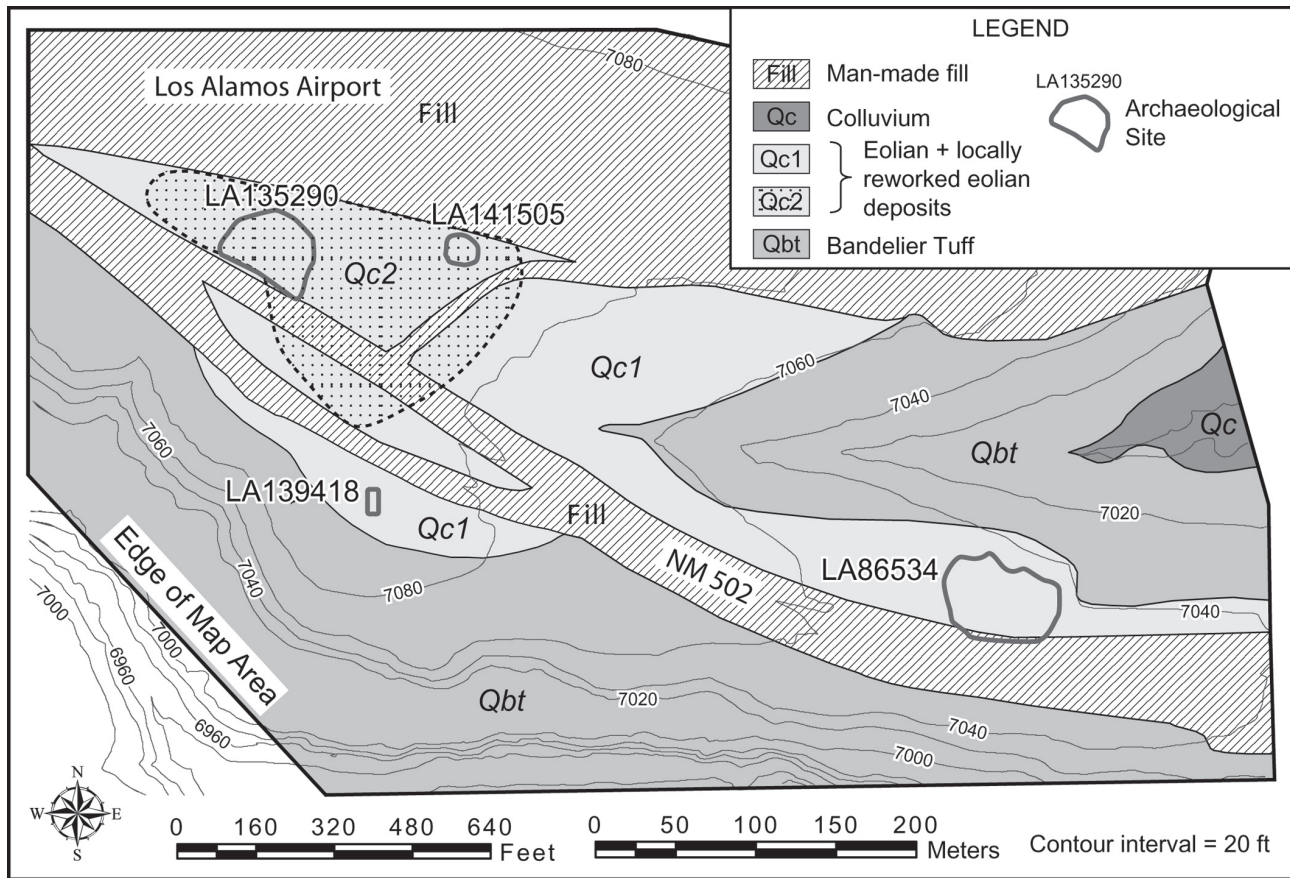 7080
Los Alamos Airport
Fill
LA135290
LA141505
Qc2
Qc1
7060
7040
Qbt
Qc
7060
LA139418
Qc1
Fill
7020
NM 502
LA86534
7080
7040
7040
7000
7000
Edge of Map Area
6960
6960
Qbt
7020
7040
7000
LEGEND
Fill Man-made fill
Qc Colluvium
Qc1
Qc2
Eolian + locally
reworked eolian
deposits
Qbt Bandelier Tuff
LA135290
Archaeological
Site
N
W E
S
0 160 320 480 640
Feet
0 50 100 150 200
Meters
Contour interval = 20 ft